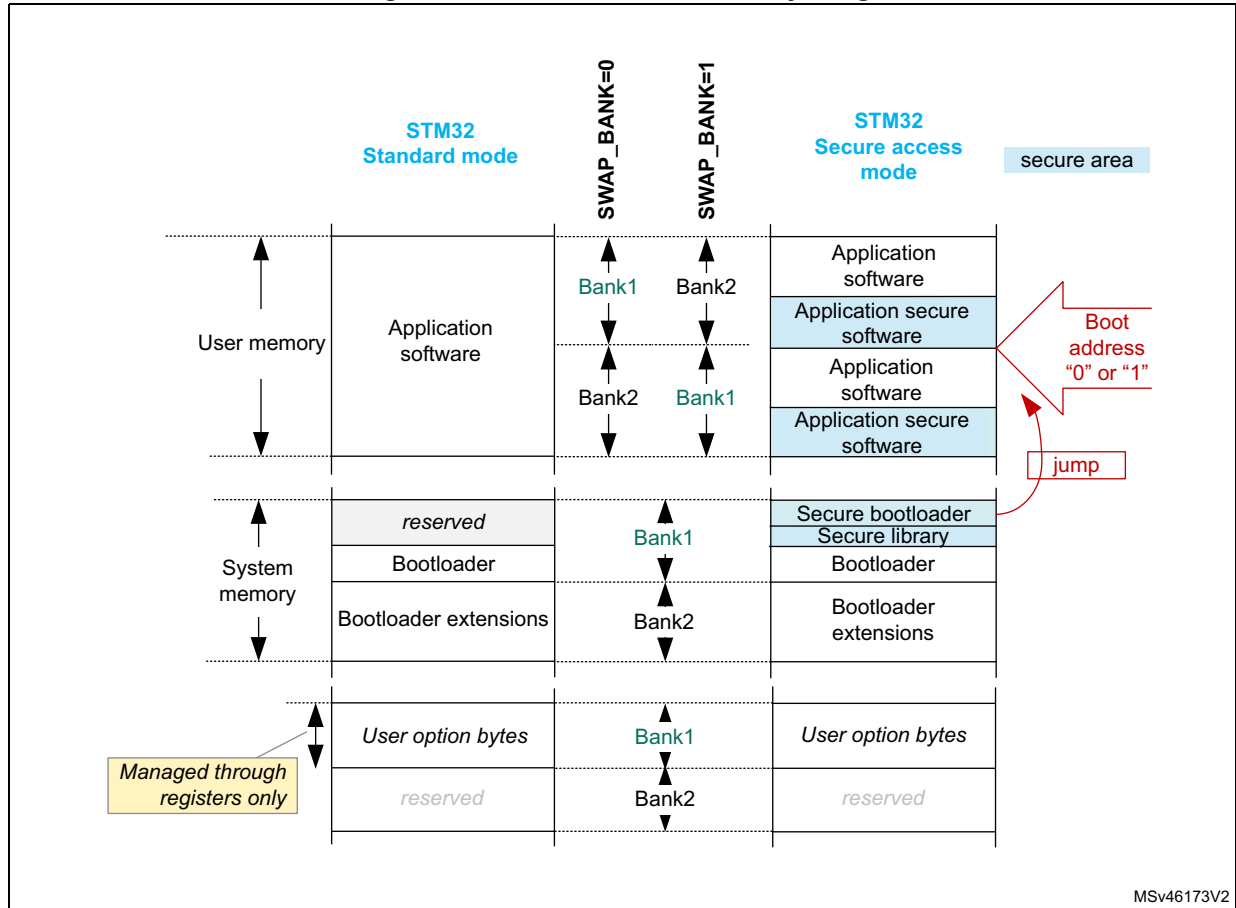 SWAP_BANK=0
SWAP_BANK=1
STM32
Standard mode
STM32
Secure access
mode
secure area
User memory
Application
software
Bank1
Bank2
Bank2
Bank1
Application
software
Application secure
software
Application
software
Application secure
software
Boot
address
“0” or “1”
jump
System
memory
reserved
Bootloader
Bootloader extensions
Bank1
Bank2
Secure bootloader
Secure library
Bootloader
Bootloader
extensions
Managed through
registers only
User option bytes
reserved
Bank1
Bank2
User option bytes
reserved
MSv46173V2